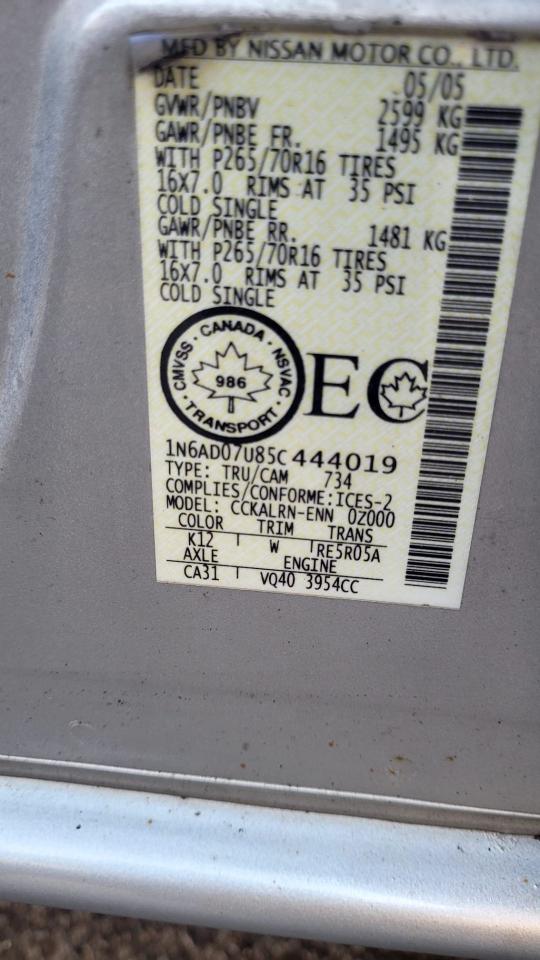 MFD BY NISSAN MOTOR CO., LTD.
DATE 05/05
GVWR/PNBV 2599 KG
GAWR/PNBE FR. 1495 KG
WITH P265/70R16 TIRES
16X7.0 RIMS AT 35 PSI
COLD SINGLE
GAWR/PNBE RR. 1481 KG
WITH P265/70R16 TIRES
16X7.0 RIMS AT 35 PSI
COLD SINGLE
CMVSS · CANADA · NSVAC
986
· TRANSPORT ·
EC
1N6AD07U85C444019
TYPE: TRU/CAM 734
COMPLIES/CONFORME:ICES-2
MODEL: CCKALRN-ENN 0Z000
COLOR TRIM TRANS
K12 W RE5R05A
AXLE ENGINE
CA31 VQ40 3954CC